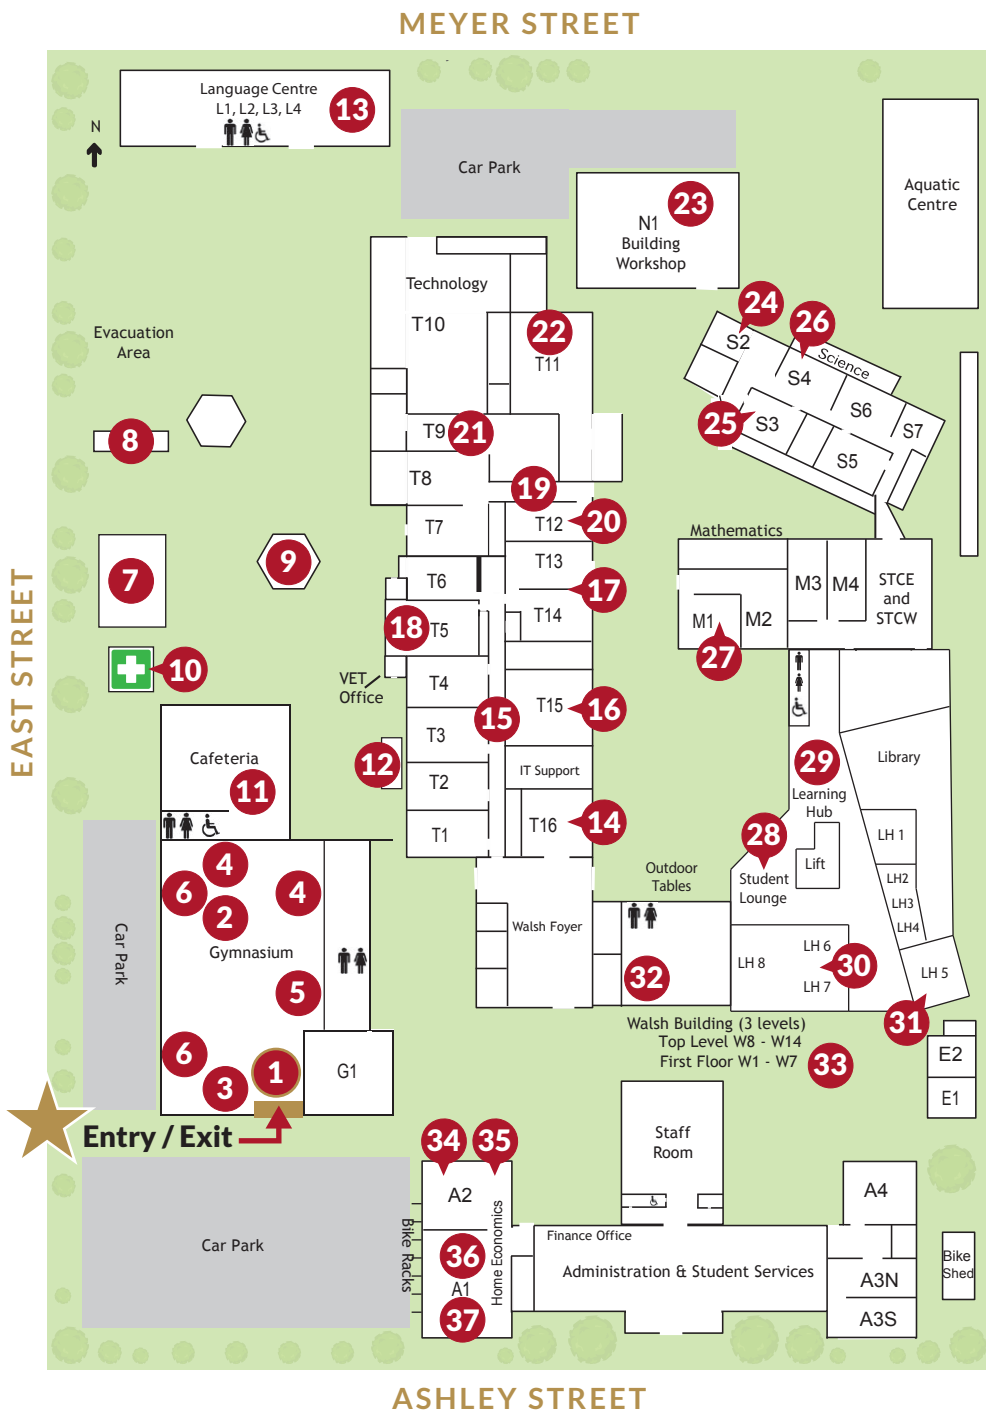 MEYER STREET
Language Centre
L1, L2, L3, L4
13
N
Car Park
23
N1
Building
Workshop
Aquatic
Centre
Technology
T10
22
T11
24
S2
26
Science
S4
25
S3
S6
S7
S5
Evacuation
Area
8
T9
21
T8
19
T7
T12
20
T13
17
T6
T14
18
T5
VET
Office
T4
15
T15
16
T3
12
T2
IT Support
T1
T16
14
Mathematics
M1
M2
M3
M4
STCE
and
STCW
27
7
9
10
EAST STREET
Cafeteria
11
29
Learning
Hub
Library
28
Student
Lounge
Lift
LH 1
LH2
LH3
LH4
LH 5
31
LH 6
LH 8
30
LH 7
Outdoor
Tables
Walsh Foyer
32
Walsh Building (3 levels)
Top Level W8 - W14
First Floor W1 - W7
33
4
6
4
2
Gymnasium
5
6
3
1
G1
Car Park
Entry / Exit
E2
E1
Staff
Room
34
35
A2
Home Economics
36
A1
37
Bike Racks
Car Park
Finance Office
Administration & Student Services
A4
A3N
A3S
Bike
Shed
ASHLEY STREET